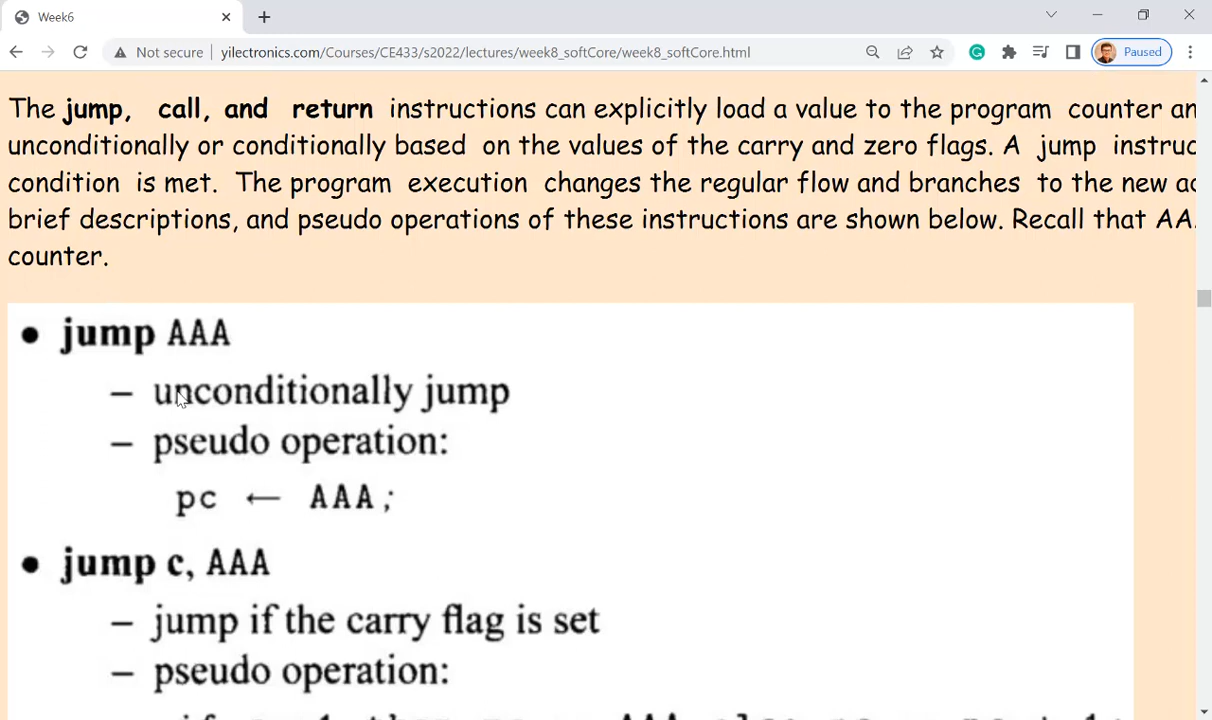 Week6
Not secure yilectronics.com/Courses/CE433/s2022/lectures/week8_softCore/week8_softCore.html Paused
The jump, call, and return instructions can explicitly load a value to the program counter an
unconditionally or conditionally based on the values of the carry and zero flags. A jump instruc
condition is met. The program execution changes the regular flow and branches to the new ac
brief descriptions, and pseudo operations of these instructions are shown below. Recall that AA
counter.
• jump AAA
– unconditionally jump
– pseudo operation:
pc ← AAA;
• jump c, AAA
– jump if the carry flag is set
– pseudo operation: